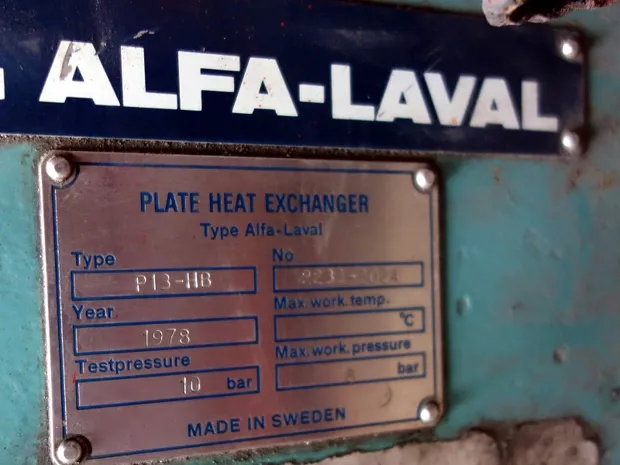 ALFA-LAVAL
PLATE HEAT EXCHANGER
Type Alfa-Laval
Type No
P13-HB
Year Max. work. temp.
1978 °C
Testpressure Max. work. pressure
10 bar bar
MADE IN SWEDEN